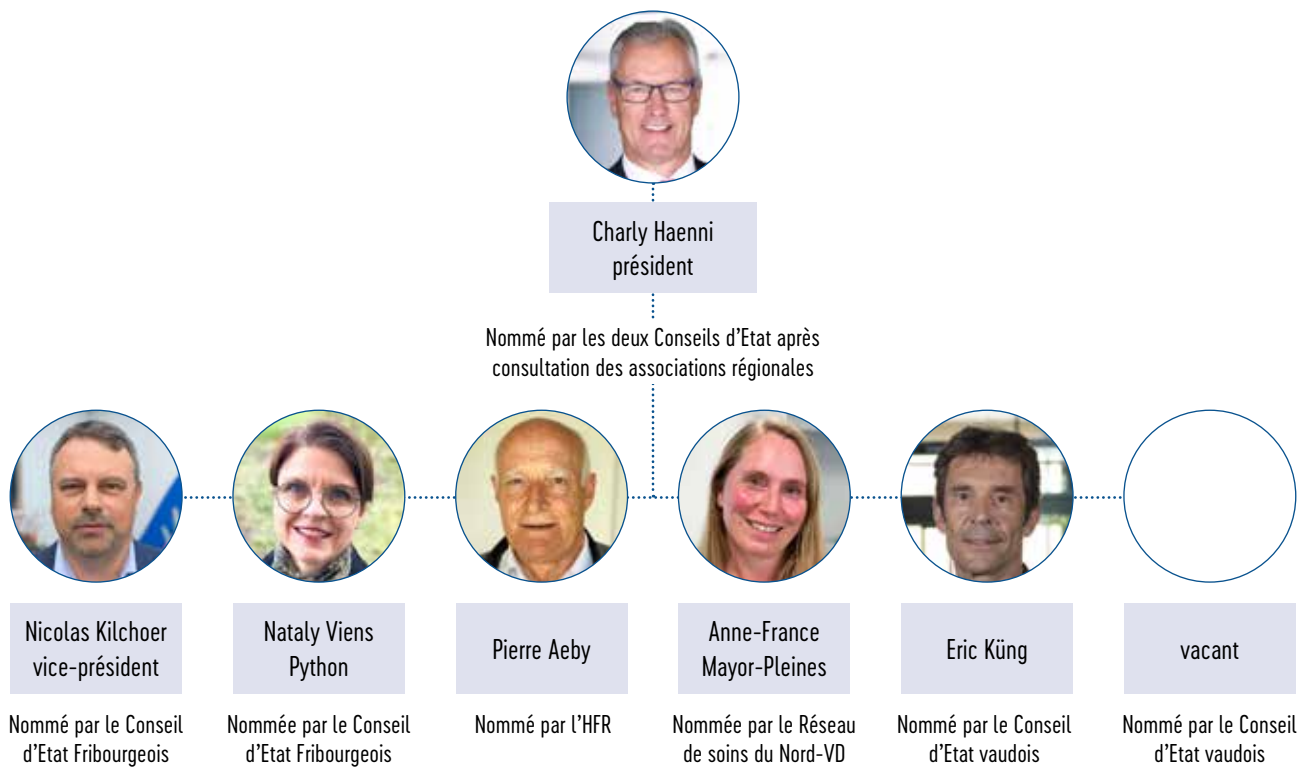 Charly Haenni
président
Nommé par les deux Conseils d’Etat après
consultation des associations régionales
Nicolas Kilchoer
vice-président
Nommé par le Conseil
d’Etat Fribourgeois
Nataly Viens
Python
Nommée par le Conseil
d’Etat Fribourgeois
Pierre Aeby
Nommé par l’HFR
Anne-France
Mayor-Pleines
Nommée par le Réseau
de soins du Nord-VD
Eric Küng
Nommé par le Conseil
d’Etat vaudois
vacant
Nommé par le Conseil
d’Etat vaudois